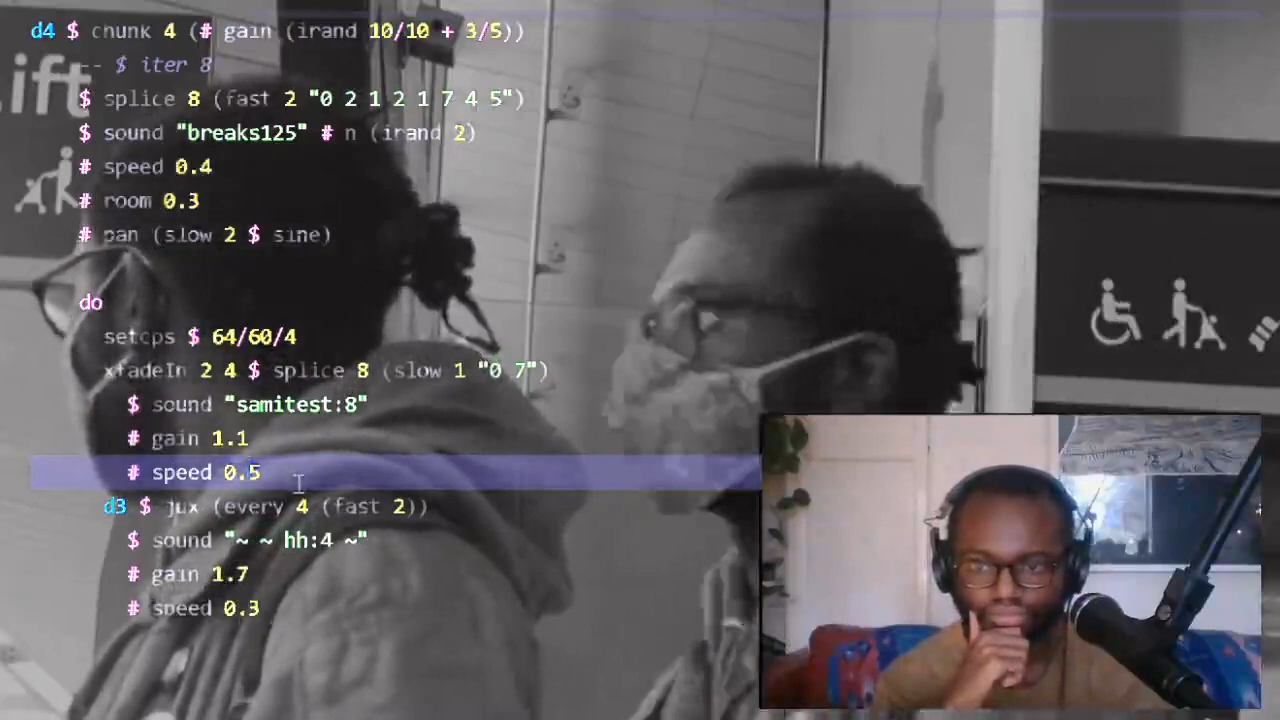 d4 $ chunk 4 (# gain (irand 10/10 + 3/5))
-- $ iter 8
$ splice 8 (fast 2 "0 2 1 2 1 7 4 5")
$ sound "breaks125" # n (irand 2)
# speed 0.4
# room 0.3
# pan (slow 2 $ sine)
do
setcps $ 64/60/4
xfadeIn 2 4 $ splice 8 (slow 1 "0 7")
$ sound "samitest:8"
# gain 1.1
# speed 0.5
d3 $ jux (every 4 (fast 2))
$ sound "~ ~ hh:4 ~"
# gain 1.7
# speed 0.3
Lift